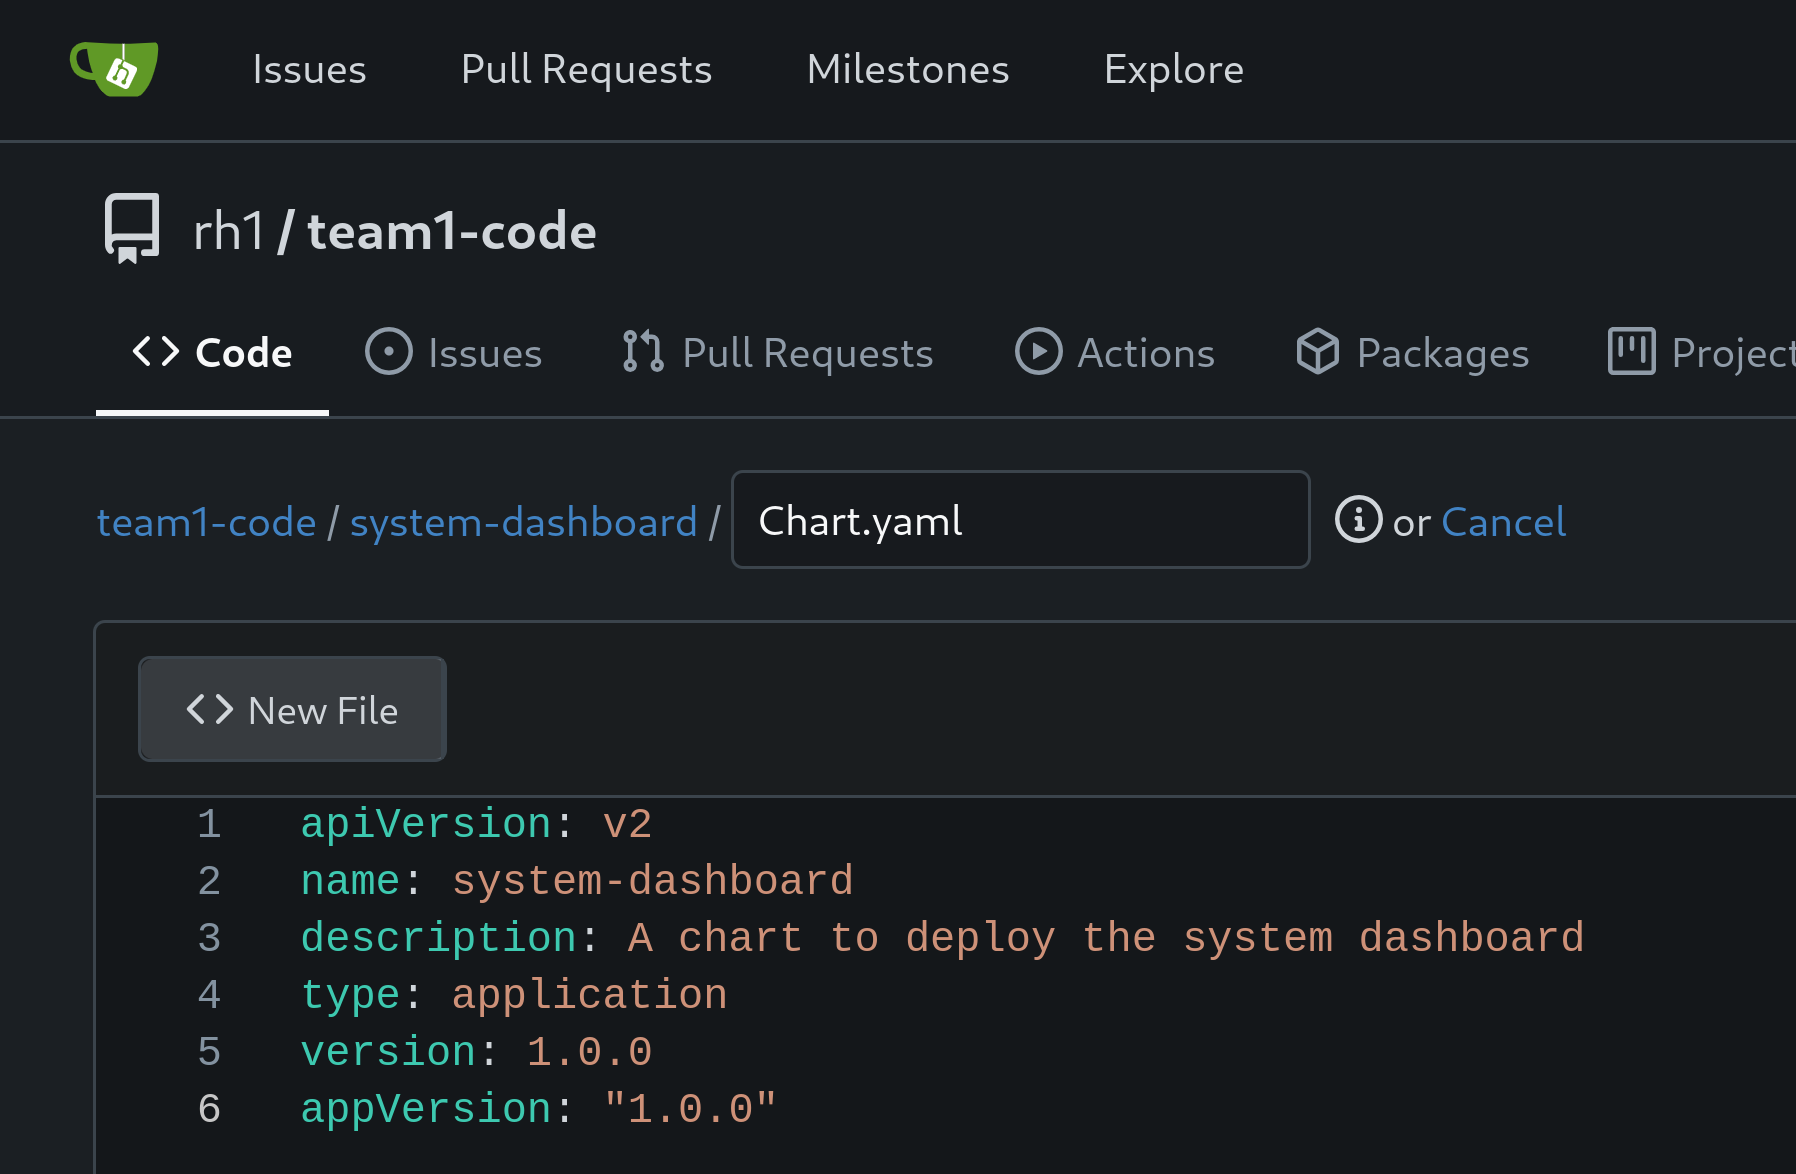 Issues Pull Requests Milestones Explore
rh1 / team1-code
Code Issues Pull Requests Actions Packages Project
team1-code / system-dashboard / Chart.yaml or Cancel
New File
1 apiVersion: v2
2 name: system-dashboard
3 description: A chart to deploy the system dashboard
4 type: application
5 version: 1.0.0
6 appVersion: "1.0.0"